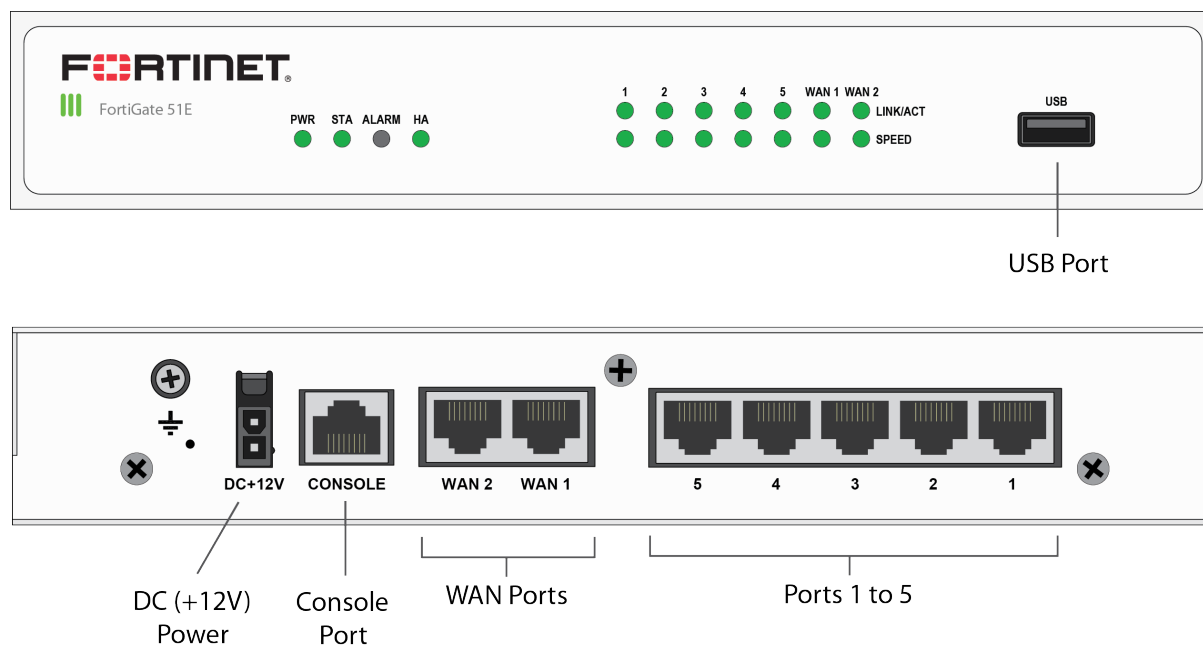 FORTINET®
FortiGate 51E
PWR STA ALARM HA
1 2 3 4 5 WAN 1 WAN 2
LINK/ACT
SPEED
USB
USB Port
DC+12V CONSOLE WAN 2 WAN 1 5 4 3 2 1
DC (+12V)
Power
Console
Port
WAN Ports
Ports 1 to 5